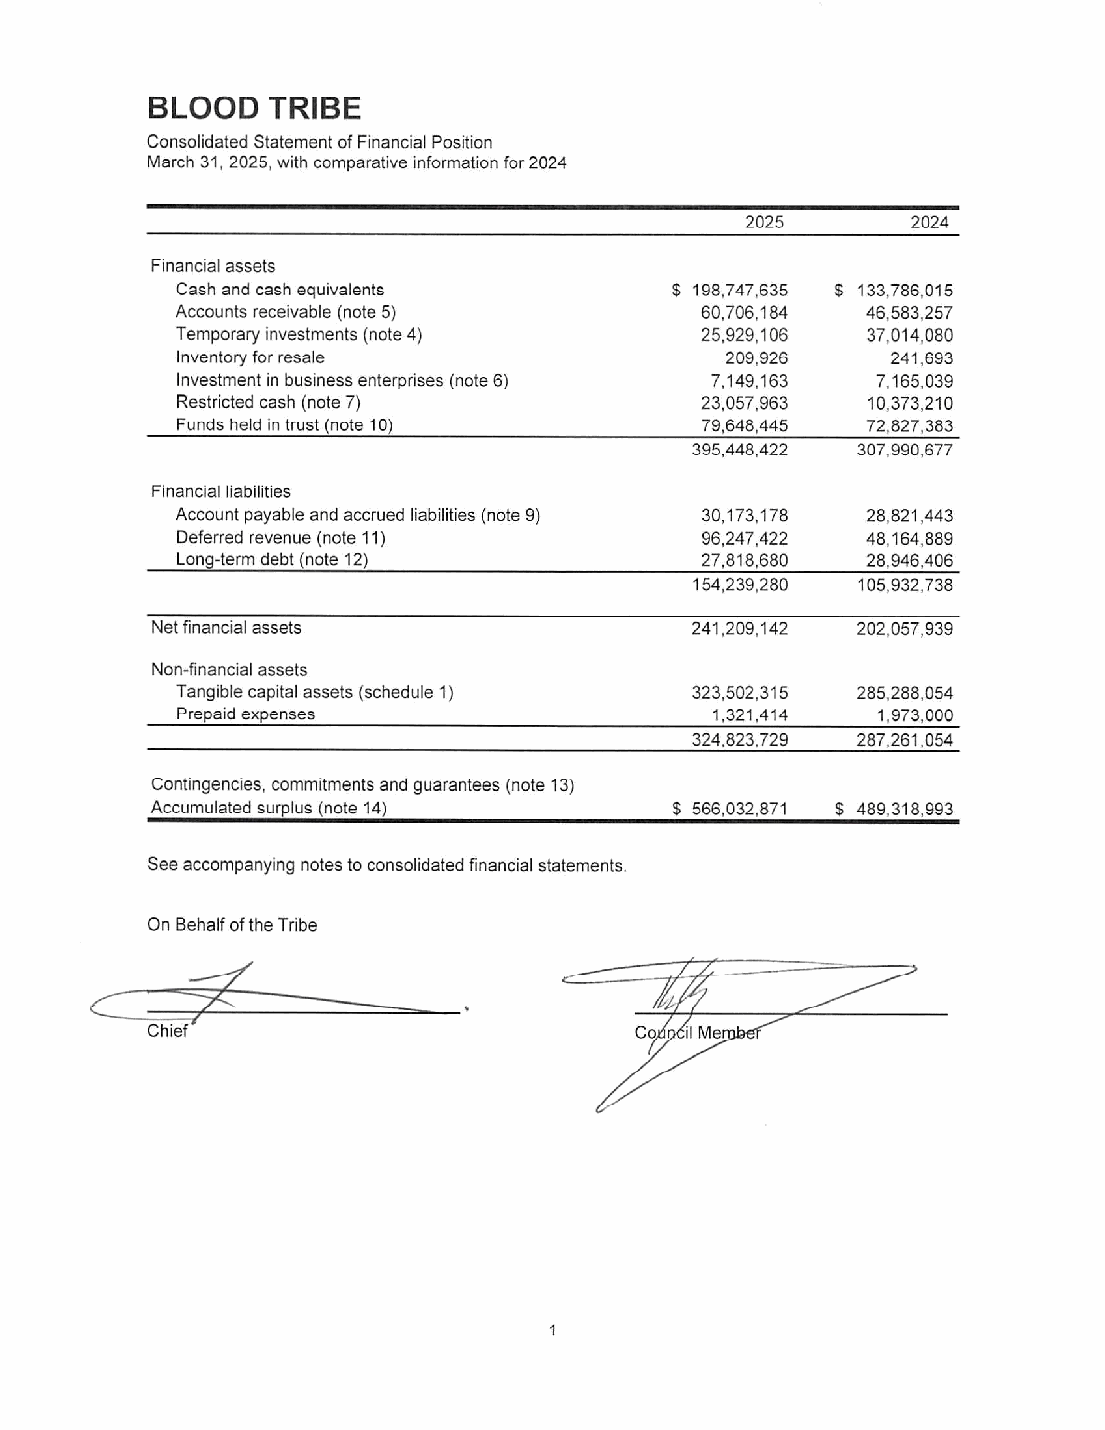 BLOOD TRIBE
Consolidated Statement of Financial Position
March 31, 2025, with comparative information for 2024
2025 2024
Financial assets
Cash and cash equivalents $ 198,747,635 $ 133,786,015
Accounts receivable (note 5) 60,706,184 46,583,257
Temporary investments (note 4) 25,929,106 37,014,080
Inventory for resale 209,926 241,693
Investment in business enterprises (note 6) 7,149,163 7,165,039
Restricted cash (note 7) 23,057,963 10,373,210
Funds held in trust (note 10) 79,648,445 72,827,383
395,448,422 307,990,677
Financial liabilities
Account payable and accrued liabilities (note 9) 30,173,178 28,821,443
Deferred revenue (note 11) 96,247,422 48,164,889
Long-term debt (note 12) 27,818,680 28,946,406
154,239,280 105,932,738
Net financial assets 241,209,142 202,057,939
Non-financial assets
Tangible capital assets (schedule 1) 323,502,315 285,288,054
Prepaid expenses 1,321,414 1,973,000
324,823,729 287,261,054
Contingencies, commitments and guarantees (note 13)
Accumulated surplus (note 14) $ 566,032,871 $ 489,318,993
See accompanying notes to consolidated financial statements.
On Behalf of the Tribe
Chief Council Member
1